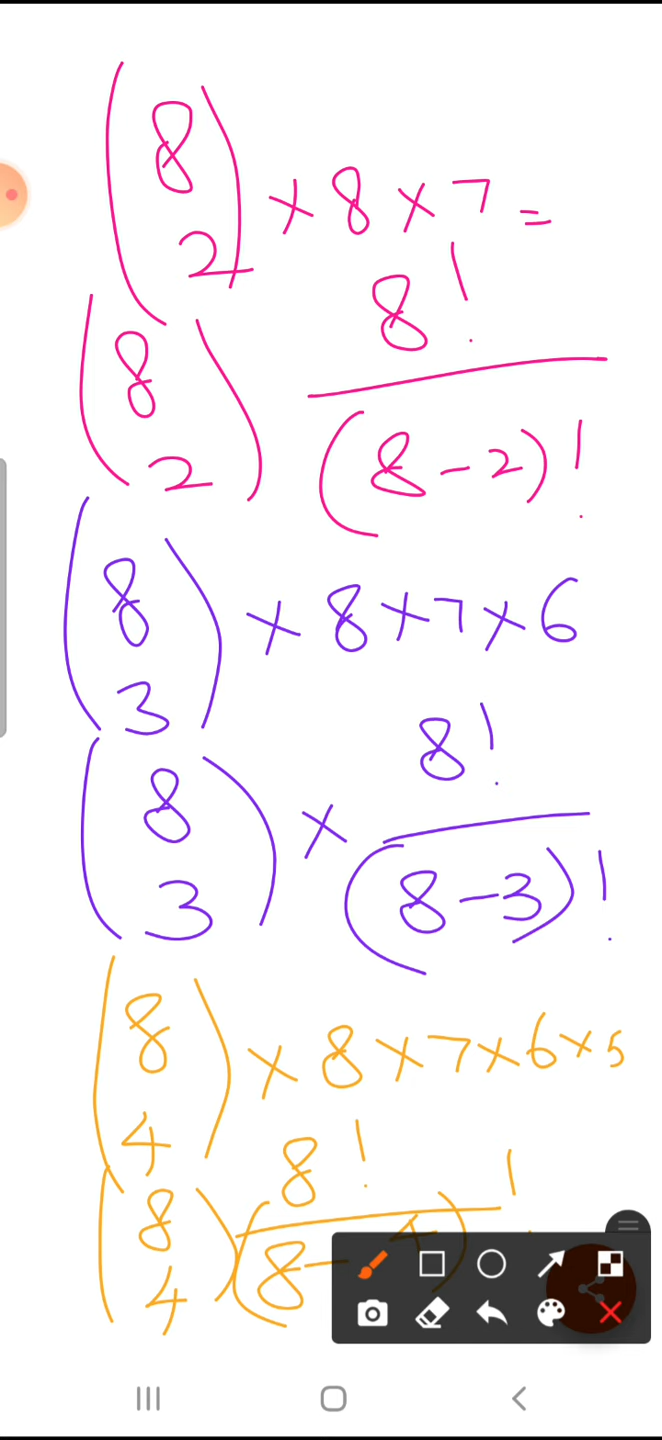 (8 2) × 8 × 7 =
(8 2) 8! / (8 - 2)!
(8 3) × 8 × 7 × 6
(8 3) × 8! / (8 - 3)!
(8 4) × 8 × 7 × 6 × 5
(8 4) 8! / (8 - 4)!